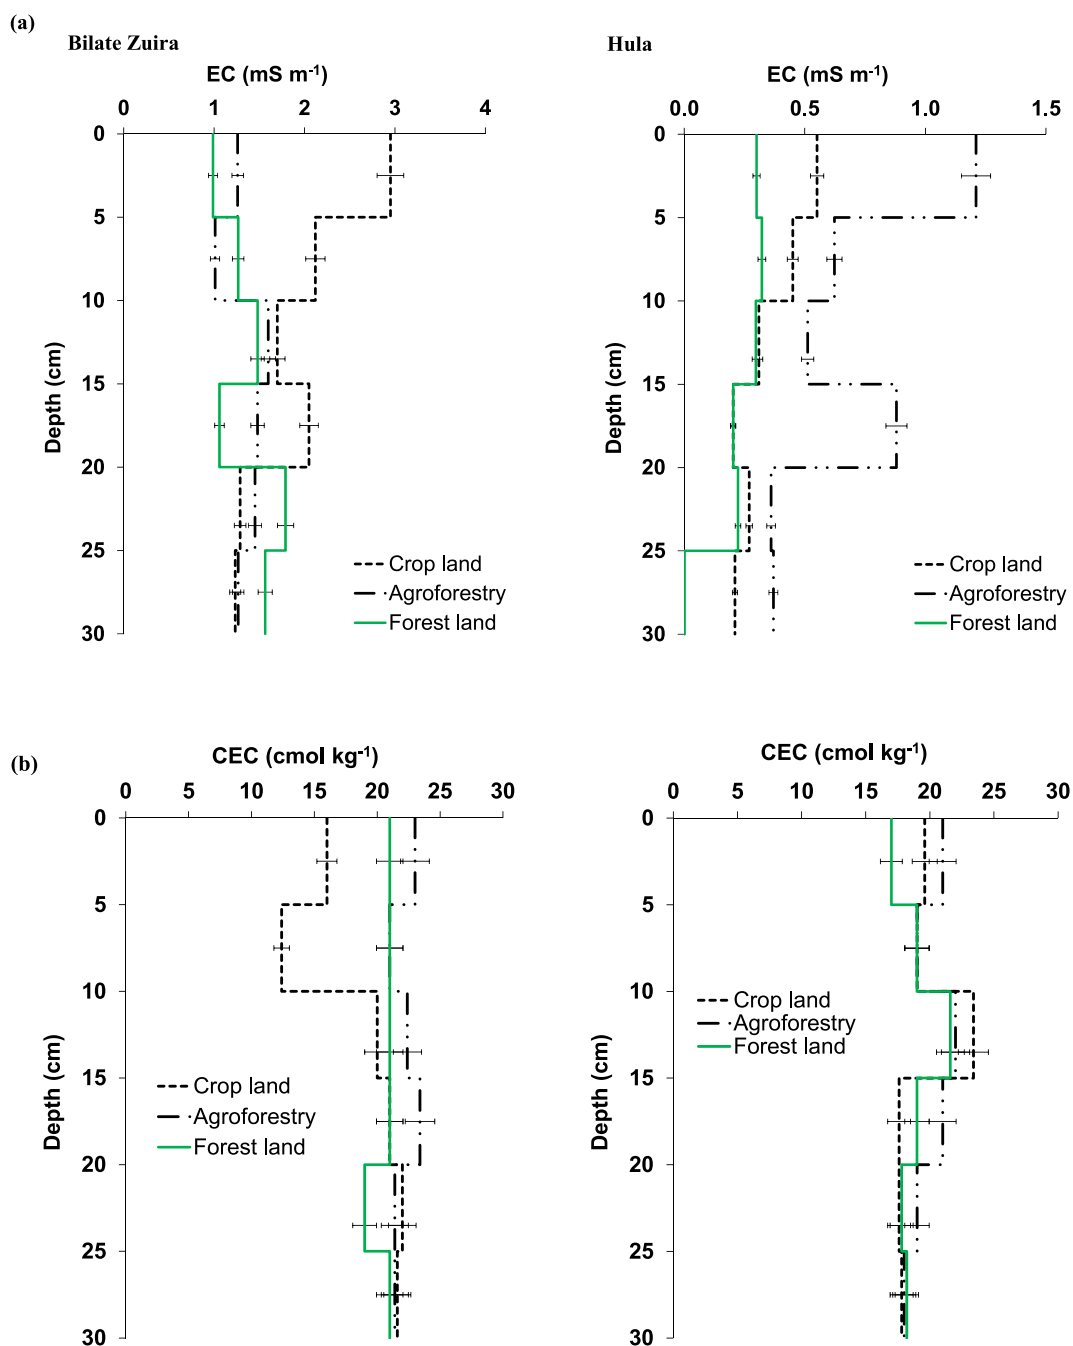 (a)
Bilate Zuira
EC (mS m-1)
0 1 2 3 4
0
5
10
15
20
25
30
Depth (cm)
Crop land
Agroforestry
Forest land
Hula
EC (mS m-1)
0.0 0.5 1.0 1.5
0
5
10
15
20
25
30
Depth (cm)
Crop land
Agroforestry
Forest land
(b)
CEC (cmol kg-1)
0 5 10 15 20 25 30
0
5
10
15
20
25
30
Depth (cm)
Crop land
Agroforestry
Forest land
CEC (cmol kg-1)
0 5 10 15 20 25 30
0
5
10
15
20
25
30
Depth (cm)
Crop land
Agroforestry
Forest land